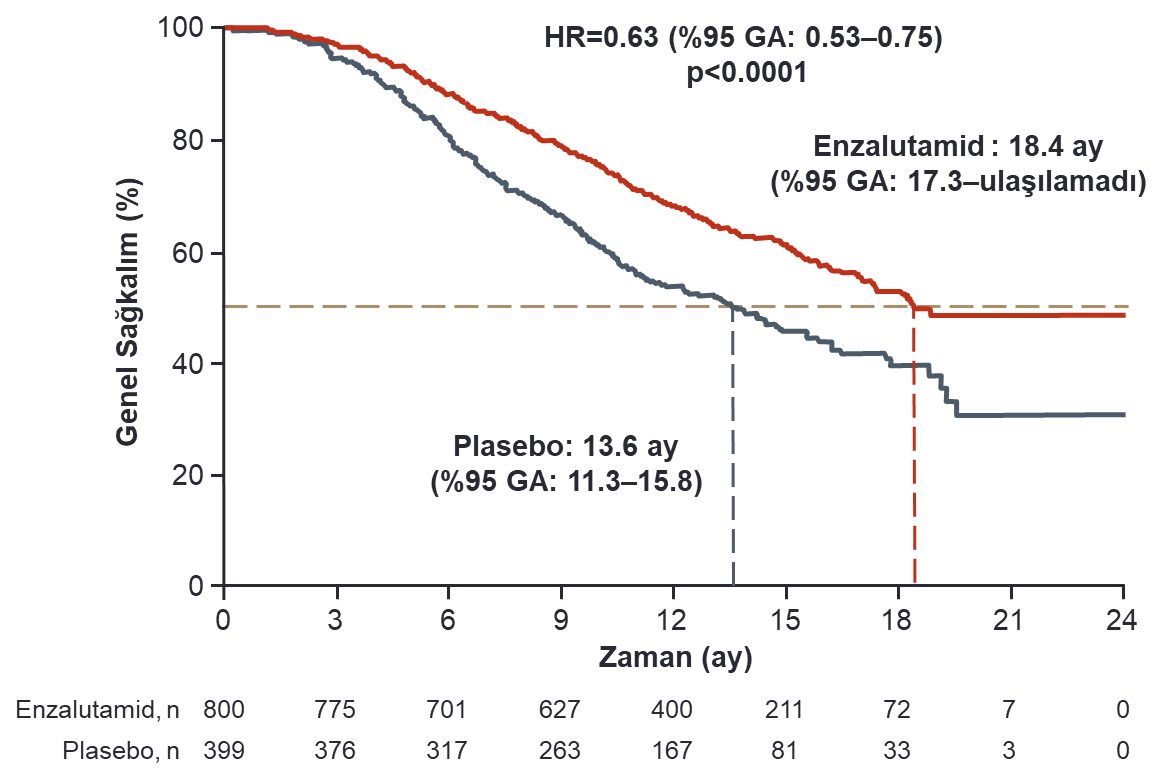 100
80
60
40
20
0
Genel Sağkalım (%)
HR=0.63 (%95 GA: 0.53–0.75)
p<0.0001
Enzalutamid : 18.4 ay
(%95 GA: 17.3–ulaşılamadı)
Plasebo: 13.6 ay
(%95 GA: 11.3–15.8)
0 3 6 9 12 15 18 21 24
Zaman (ay)
Enzalutamid, n 800 775 701 627 400 211 72 7 0
Plasebo, n 399 376 317 263 167 81 33 3 0